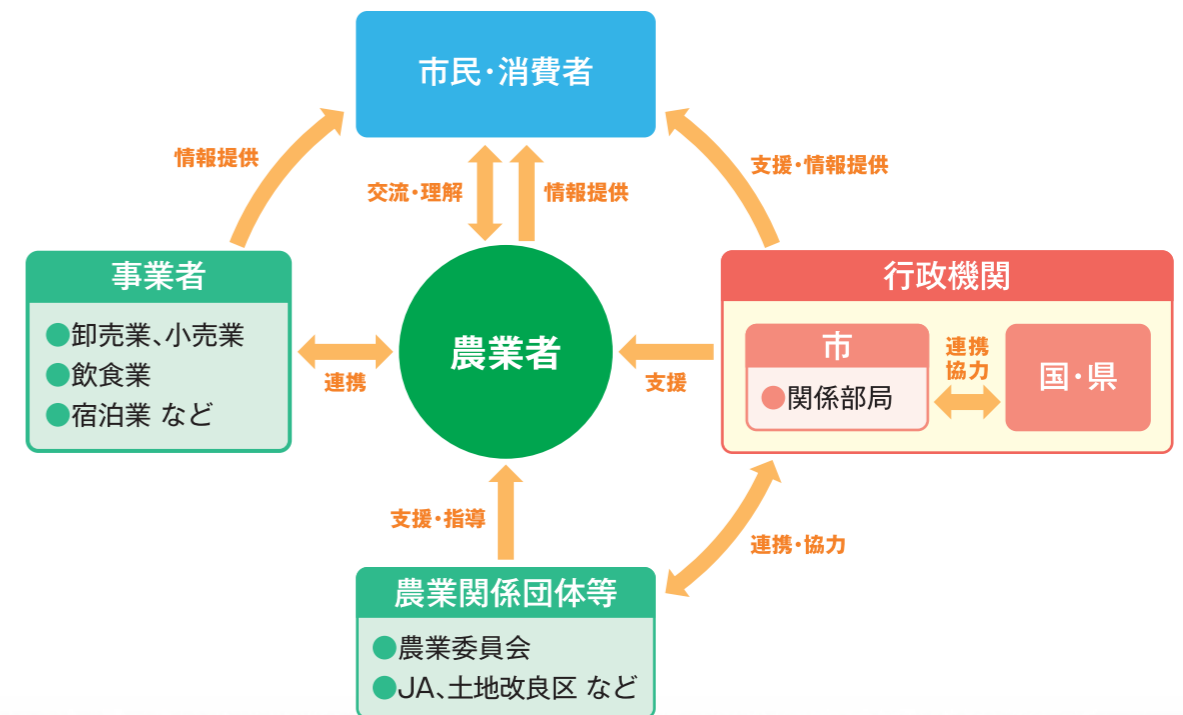 市民・消費者
情報提供
交流・理解
情報提供
支援・情報提供
事業者
●卸売業、小売業
●飲食業
●宿泊業 など
連携
農業者
支援
行政機関
市
●関係部局
連携
協力
国・県
支援・指導
連携・協力
農業関係団体等
●農業委員会
●JA、土地改良区 など